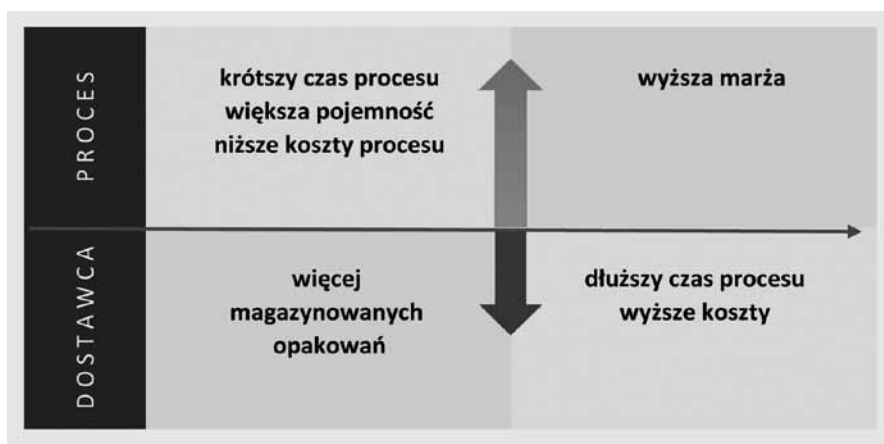 PROCES
krótszy czas procesu
większa pojemność
niższe koszty procesu
wyższa marża
DOSTAWCA
więcej
magazynowanych
opakowań
dłuższy czas procesu
wyższe koszty